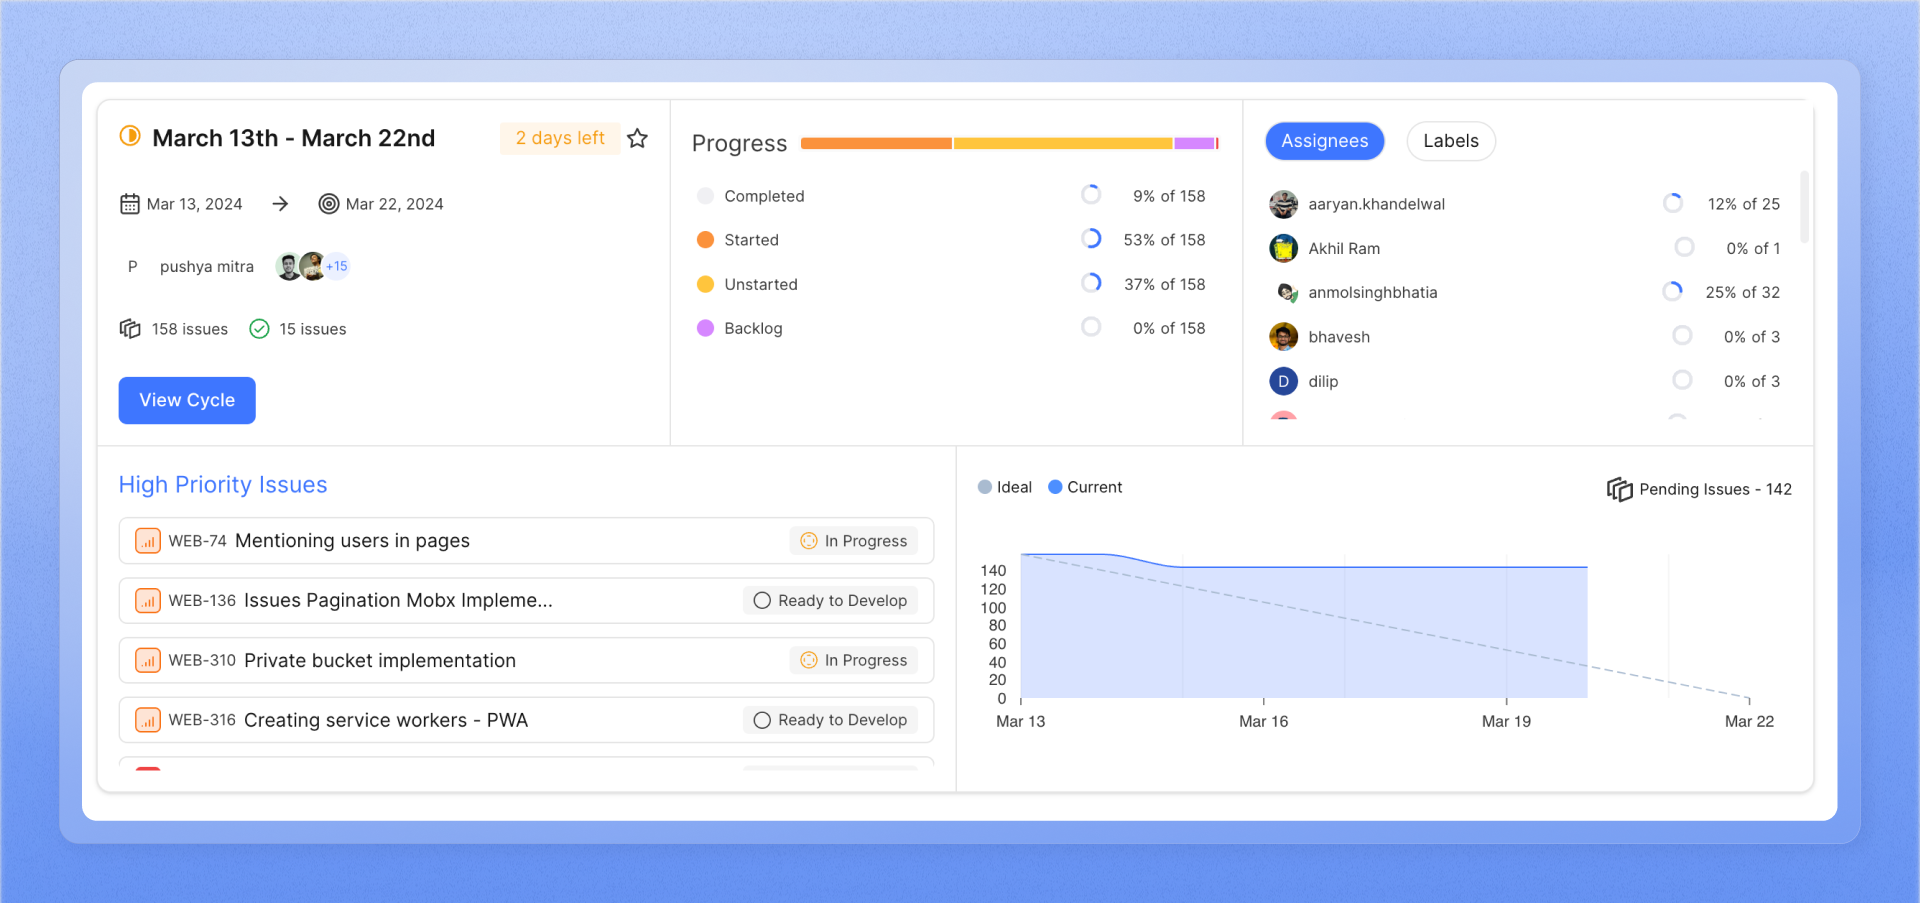 March 13th - March 22nd
2 days left
Mar 13, 2024 → Mar 22, 2024
P pushya mitra +15
158 issues 15 issues
View Cycle
Progress
Completed 9% of 158
Started 53% of 158
Unstarted 37% of 158
Backlog 0% of 158
Assignees Labels
aaryan.khandelwal 12% of 25
Akhil Ram 0% of 1
anmolsinghbhatia 25% of 32
bhavesh 0% of 3
D dilip 0% of 3
High Priority Issues
WEB-74 Mentioning users in pages In Progress
WEB-136 Issues Pagination Mobx Impleme... Ready to Develop
WEB-310 Private bucket implementation In Progress
WEB-316 Creating service workers - PWA Ready to Develop
Ideal Current
Pending Issues - 142
140
120
100
80
60
40
20
0
Mar 13 Mar 16 Mar 19 Mar 22